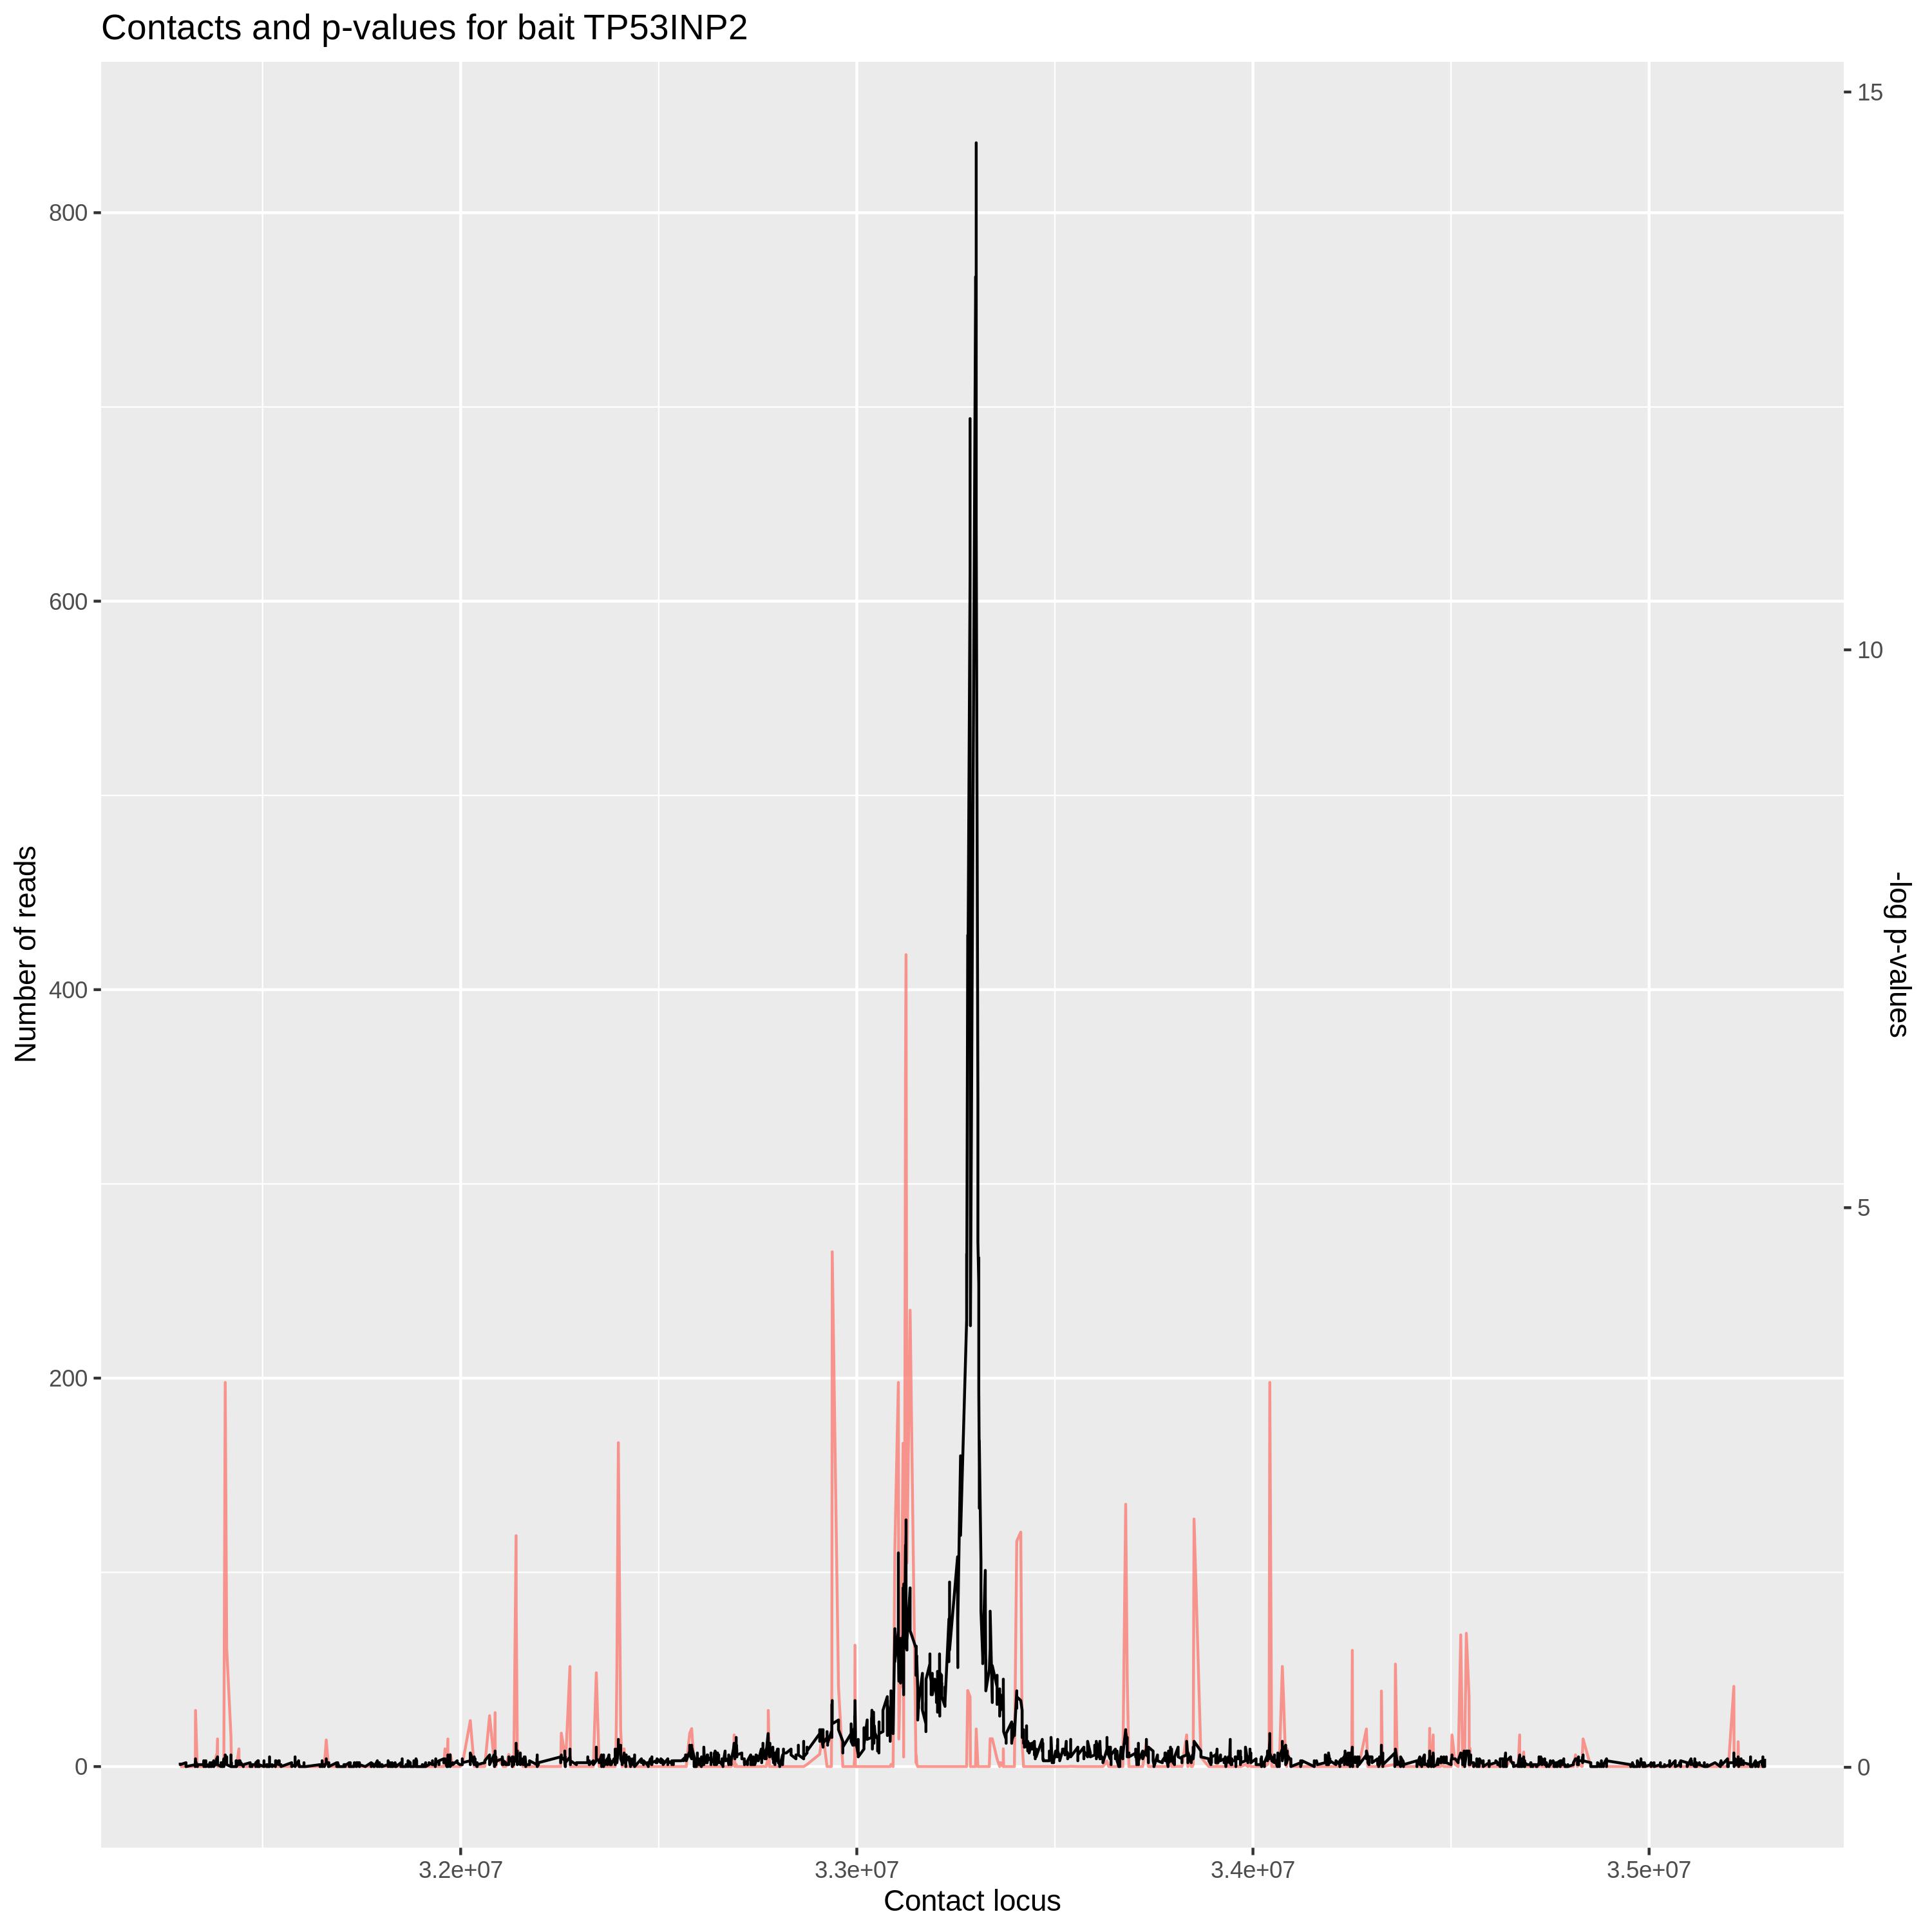 Contacts and p-values for bait TP53INP2
15
800
600
10
Number of reads
-log p-values
400
5
200
0
0
3.2e+07
3.3e+07
3.4e+07
3.5e+07
Contact locus